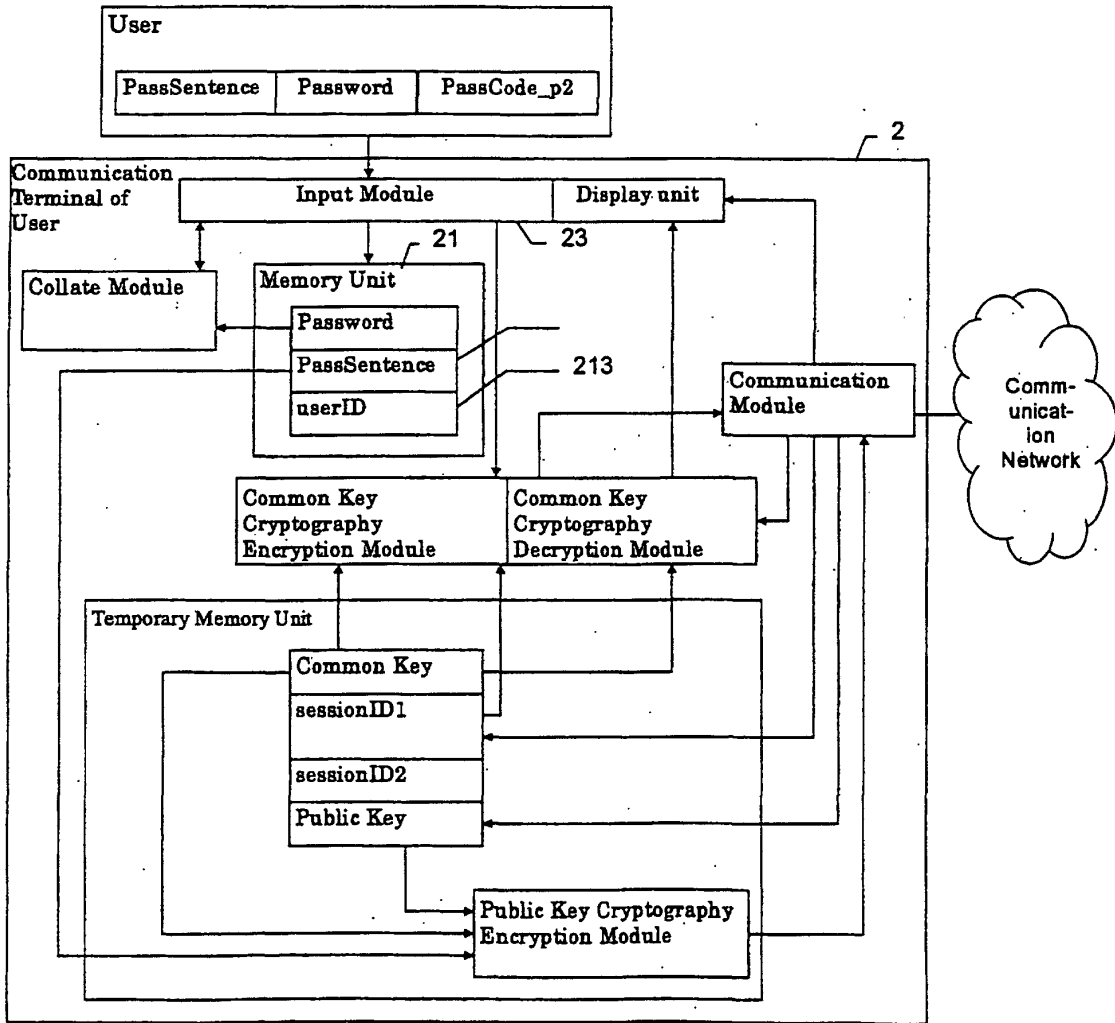 User
PassSentence
Password
PassCode_p2
2
Communication
Terminal of
User
Input Module
Display unit
23
21
Collate Module
Memory Unit
Password
PassSentence
213
userID
Communication
Module
Comm-
unicat-
ion
Network
Common Key
Cryptography
Encryption Module
Common Key
Cryptography
Decryption Module
Temporary Memory Unit
Common Key
sessionID1
sessionID2
Public Key
Public Key Cryptography
Encryption Module